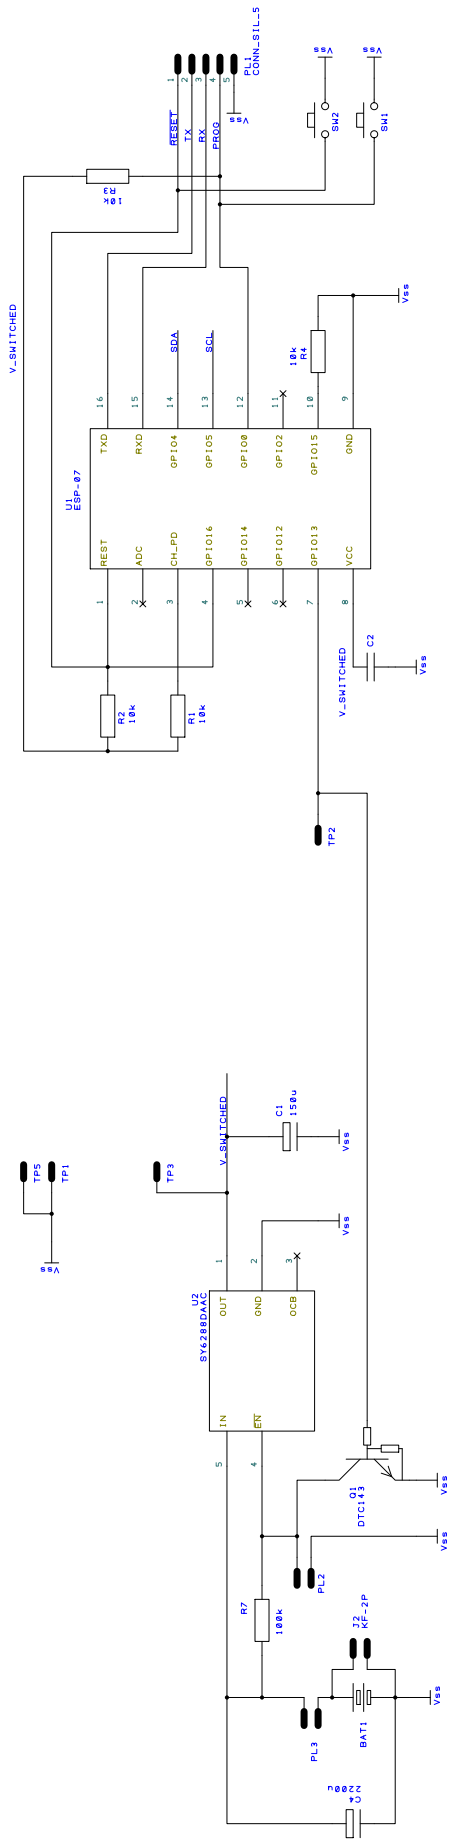 PL1
CONN_SIL_5
1
2
3
4
5
RESET
TX
RX
PROG
Vss
Vss
SW2
Vss
SW1
R3
10k
V_SWITCHED
SDA
SCL
10k
R4
Vss
16
15
14
13
12
11
10
9
TXD
RXD
GPIO4
GPIO5
GPIO0
GPIO2
GPIO15
GND
U1
ESP-07
REST
ADC
CH_PD
GPIO16
GPIO14
GPIO12
GPIO13
VCC
1
2
3
4
5
6
7
8
R2
10k
R1
10k
V_SWITCHED
C2
Vss
TP2
V_SWITCHED
C1
150u
Vss
TP5
TP1
Vss
TP3
1
2
3
Vss
U2
SY6288DAAC
OUT
GND
OCB
IN
EN
5
4
Q1
DTC143
Vss
Vss
PL2
R7
100k
J2
KF-2P
PL3
BAT1
Vss
C4
2200u